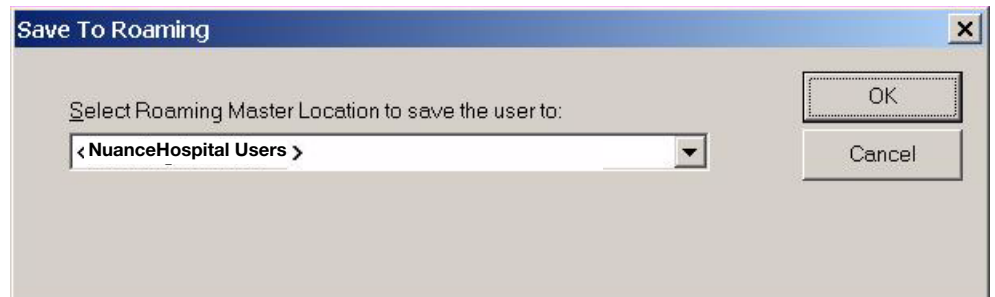 Save To Roaming
Select Roaming Master Location to save the user to:
OK
<NuanceHospital Users >
Cancel